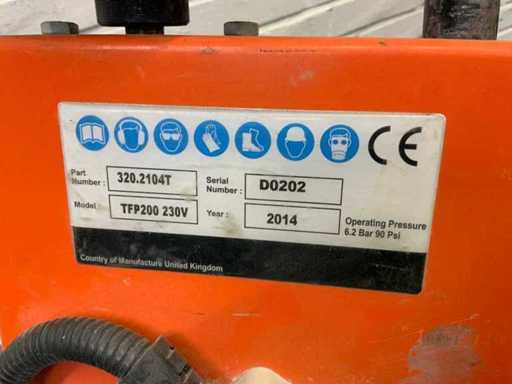 CE
Part Number : 320.2104T Serial Number : D0202
Model : TFP200 230V Year : 2014
Operating Pressure
6.2 Bar 90 Psi
Country of Manufacture United Kingdom